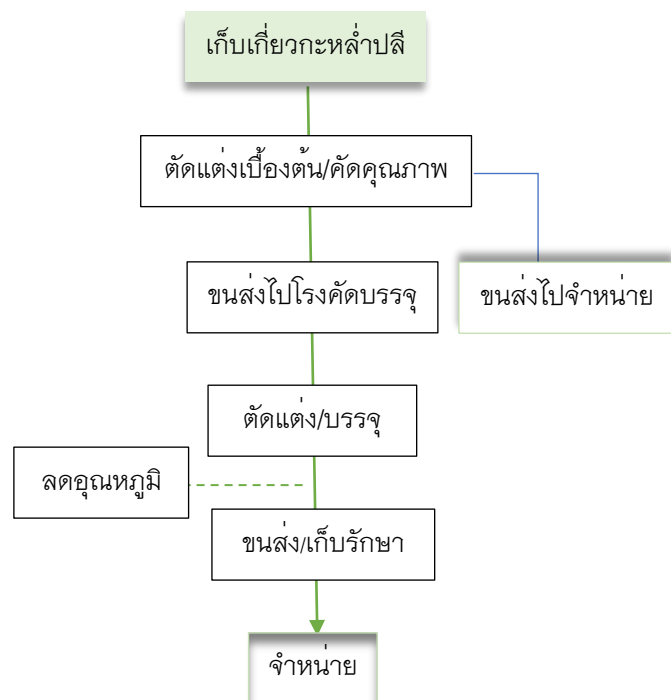 เก็บเกี่ยวกะหล่ำปลี
ตัดแต่งเบื้องต้น/คัดคุณภาพ
ขนส่งไปโรงคัดบรรจุ
ขนส่งไปจำหน่าย
ตัดแต่ง/บรรจุ
ลดอุณหภูมิ
ขนส่ง/เก็บรักษา
จำหน่าย